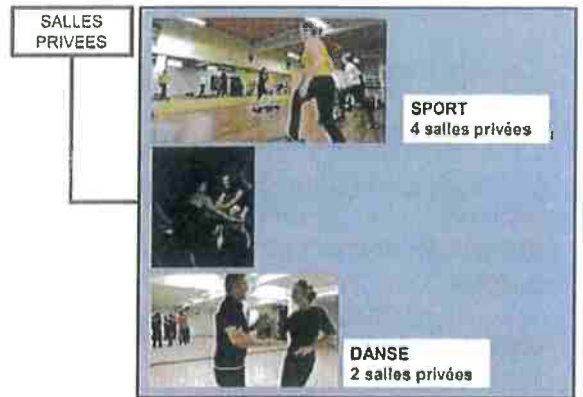 SALLES
PRIVEES
SPORT
4 salles privées
DANSE
2 salles privées